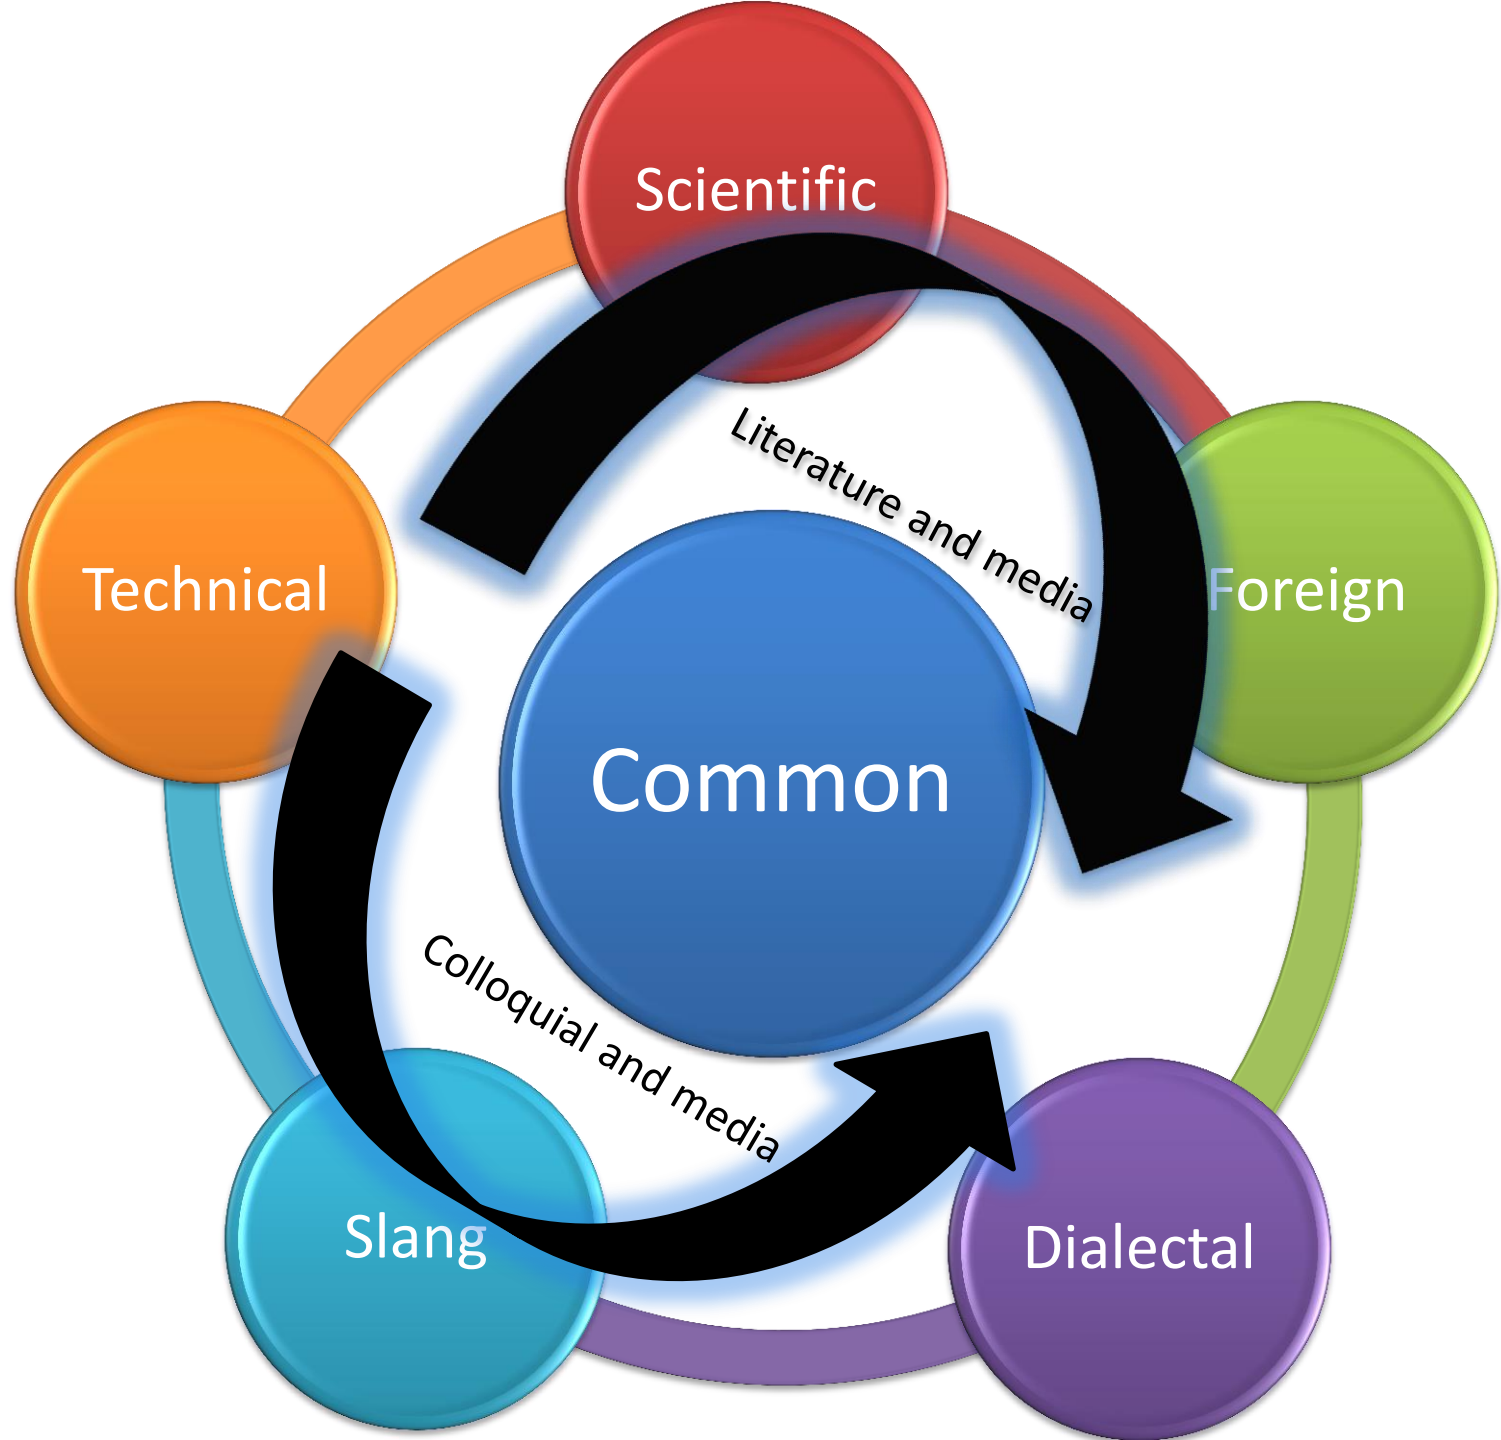 Scientific
Literature and media
Technical
Foreign
Common
Colloquial and media
Slang
Dialectal